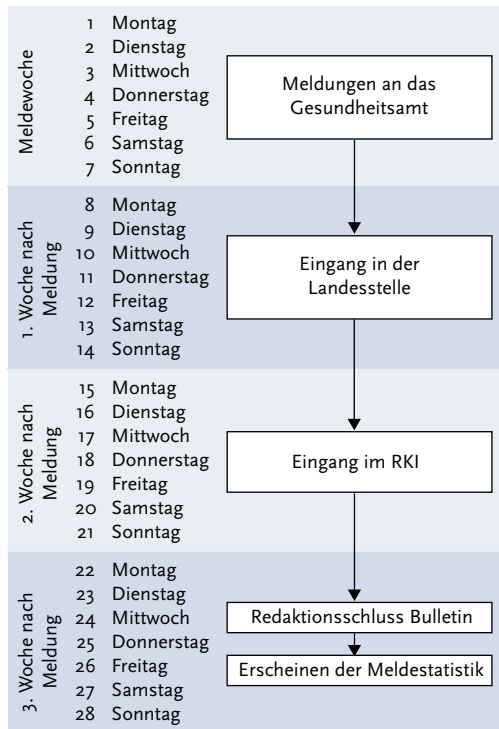 Meldewoche
1 Montag
2 Dienstag
3 Mittwoch
4 Donnerstag
5 Freitag
6 Samstag
7 Sonntag
Meldungen an das
Gesundheitsamt
1. Woche nach
Meldung
8 Montag
9 Dienstag
10 Mittwoch
11 Donnerstag
12 Freitag
13 Samstag
14 Sonntag
Eingang in der
Landesstelle
2. Woche nach
Meldung
15 Montag
16 Dienstag
17 Mittwoch
18 Donnerstag
19 Freitag
20 Samstag
21 Sonntag
Eingang im RKI
3. Woche nach
Meldung
22 Montag
23 Dienstag
24 Mittwoch
25 Donnerstag
26 Freitag
27 Samstag
28 Sonntag
Redaktionsschluss Bulletin
Erscheinen der Meldestatistik